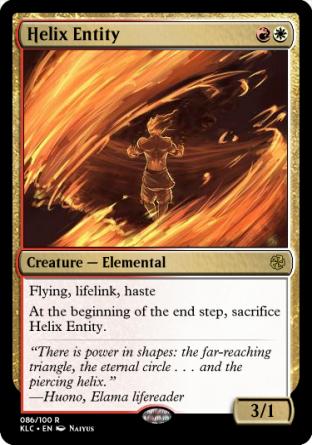 Helix Entity
Creature — Elemental
Flying, lifelink, haste
At the beginning of the end step, sacrifice
Helix Entity.
“There is power in shapes: the far-reaching
triangle, the eternal circle . . . and the
piercing helix.”
—Huono, Elama lifereader
3/1
086/100 R
KLC • EN Naiyus